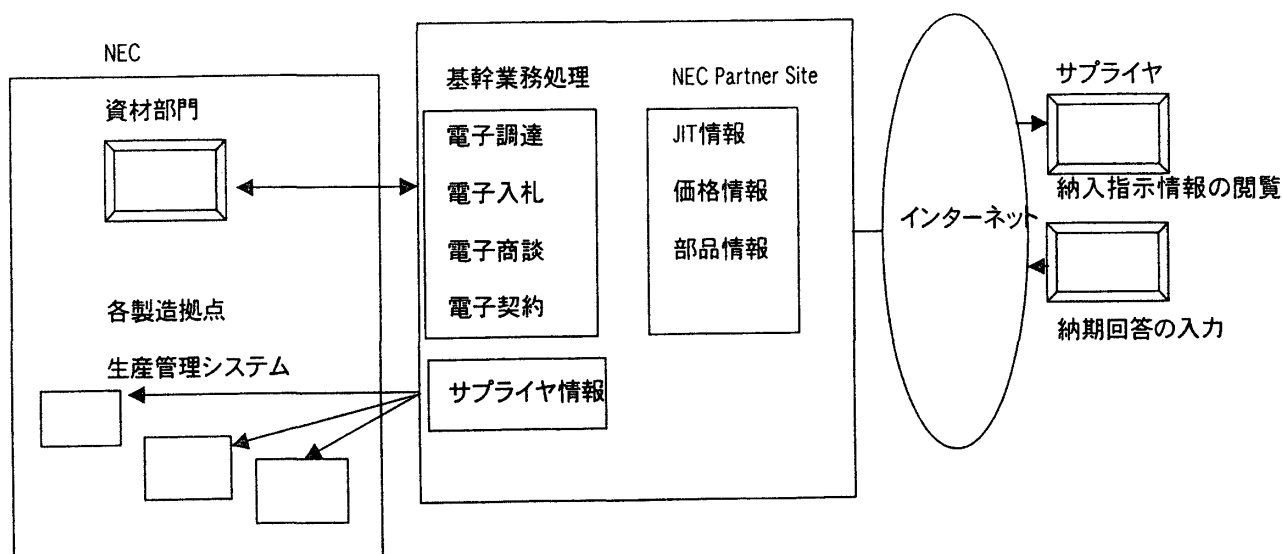 NEC
資材部門
各製造拠点
生産管理システム
基幹業務処理
電子調達
電子入札
電子商談
電子契約
サプライヤ情報
NEC Partner Site
JIT情報
価格情報
部品情報
インターネット
サプライヤ
納入指示情報の閲覧
納期回答の入力